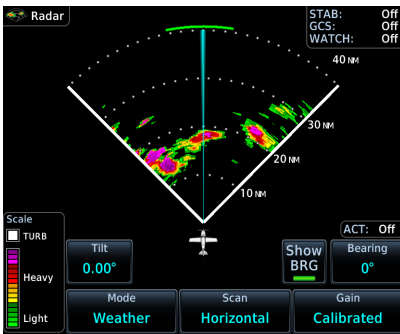 Radar
STAB: Off
GCS: Off
WATCH: Off
40 NM
30 NM
20 NM
10 NM
Scale
TURB
Heavy
Light
ACT: Off
Tilt
0.00°
Show
BRG
Bearing
0°
Mode
Weather
Scan
Horizontal
Gain
Calibrated